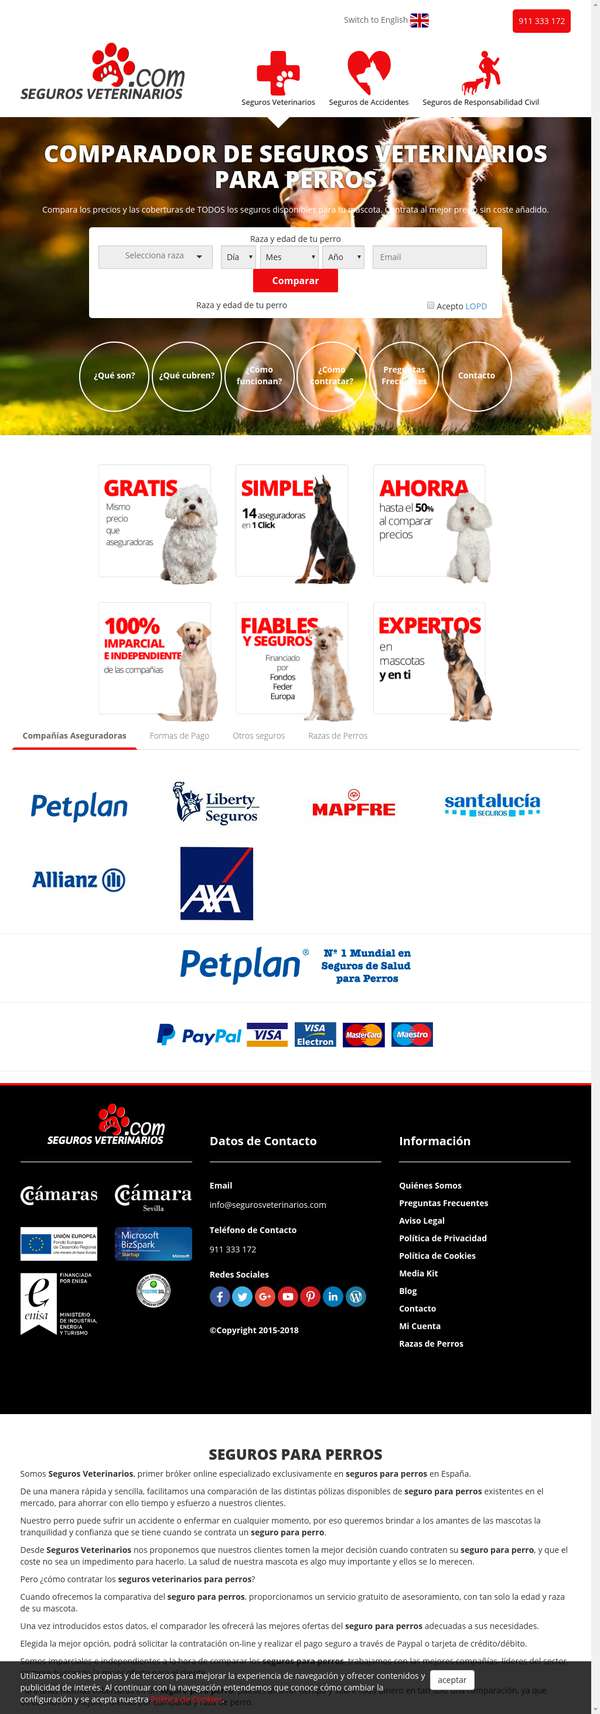 Switch to English
911 333 172
.com
SEGUROS VETERINARIOS
Seguros Veterinarios
Seguros de Accidentes
Seguros de Responsabilidad Civil
COMPARADOR DE SEGUROS VETERINARIOS
PARA PERROS
Compara los precios y las coberturas de TODOS los seguros disponibles para tu mascota. Contrata al mejor precio sin coste añadido.
Raza y edad de tu perro
Selecciona raza
Día
Mes
Año
Email
Comparar
Raza y edad de tu perro
Acepto LOPD
¿Qué son?
¿Qué cubren?
¿Cómo
funcionan?
¿Cómo
contratar?
Preguntas
Frecuentes
Contacto
GRATIS
Mismo
precio
que
aseguradoras
SIMPLE
14 aseguradoras
en 1 Click
AHORRA
hasta el 50%
al comparar
precios
100%
IMPARCIAL
E INDEPENDIENTE
de las compañías
FIABLES
Y SEGUROS
Financiado
por
Fondos
Feder
Europa
EXPERTOS
en
mascotas
y en ti
Compañías Aseguradoras
Formas de Pago
Otros seguros
Razas de Perros
Petplan
Liberty
Seguros
MAPFRE
santalucía
SEGUROS
Allianz
AXA
Petplan®
Nº 1 Mundial en
Seguros de Salud
para Perros
PayPal
VISA
VISA
Electron
MasterCard
Maestro
.com
SEGUROS VETERINARIOS
Cámaras
Cámara
Sevilla
UNIÓN EUROPEA
Fondo Europeo
de Desarrollo Regional
Microsoft
BizSpark
Startup
Microsoft
FINANCIADA
POR ENISA
enisa
MINISTERIO
DE INDUSTRIA,
ENERGÍA
Y TURISMO
Datos de Contacto
Email
info@segurosveterinarios.com
Teléfono de Contacto
911 333 172
Redes Sociales
©Copyright 2015-2018
Información
Quiénes Somos
Preguntas Frecuentes
Aviso Legal
Política de Privacidad
Política de Cookies
Media Kit
Blog
Contacto
Mi Cuenta
Razas de Perros
SEGUROS PARA PERROS
Somos Seguros Veterinarios, primer bróker online especializado exclusivamente en seguros para perros en España.
De una manera rápida y sencilla, facilitamos una comparación de las distintas pólizas disponibles de seguro para perros existentes en el
mercado, para ahorrar con ello tiempo y esfuerzo a nuestros clientes.
Nuestro perro puede sufrir un accidente o enfermar en cualquier momento, por eso queremos brindar a los amantes de las mascotas la
tranquilidad y confianza que se tiene cuando se contrata un seguro para perro.
Desde Seguros Veterinarios nos proponemos que nuestros clientes tomen la mejor decisión cuando contraten su seguro para perro, y que el
coste no sea un impedimento para hacerlo. La salud de nuestra mascota es algo muy importante y ellos se lo merecen.
Pero ¿cómo contratar los seguros veterinarios para perros?
Cuando ofrecemos la comparativa del seguro para perros, proporcionamos un servicio gratuito de asesoramiento, con tan solo la edad y raza
de su mascota.
Una vez introducidos estos datos, el comparador les ofrecerá las mejores ofertas del seguro para perros adecuadas a sus necesidades.
Elegida la mejor opción, podrá solicitar la contratación on-line y realizar el pago seguro a través de Paypal o tarjeta de crédito/débito.
Somos imparciales e independientes a la hora de comparar los seguros para perros, trabajamos con las mejores compañías, líderes del sector
Utilizamos cookies propias y de terceros para mejorar la experiencia de navegación y ofrecer contenidos y
publicidad de interés. Al continuar con la navegación entendemos que conoce cómo cambiar la
configuración y se acepta nuestra Política de Cookies.
aceptar